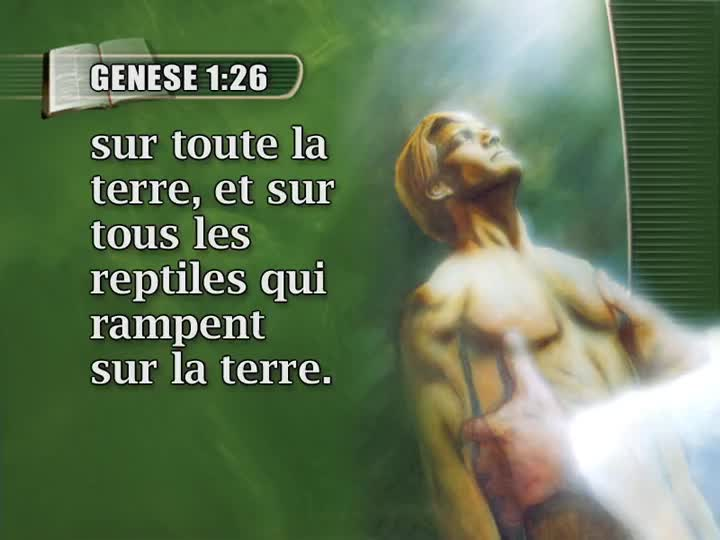 GENESE 1:26
sur toute la
terre, et sur
tous les
reptiles qui
rampent
sur la terre.